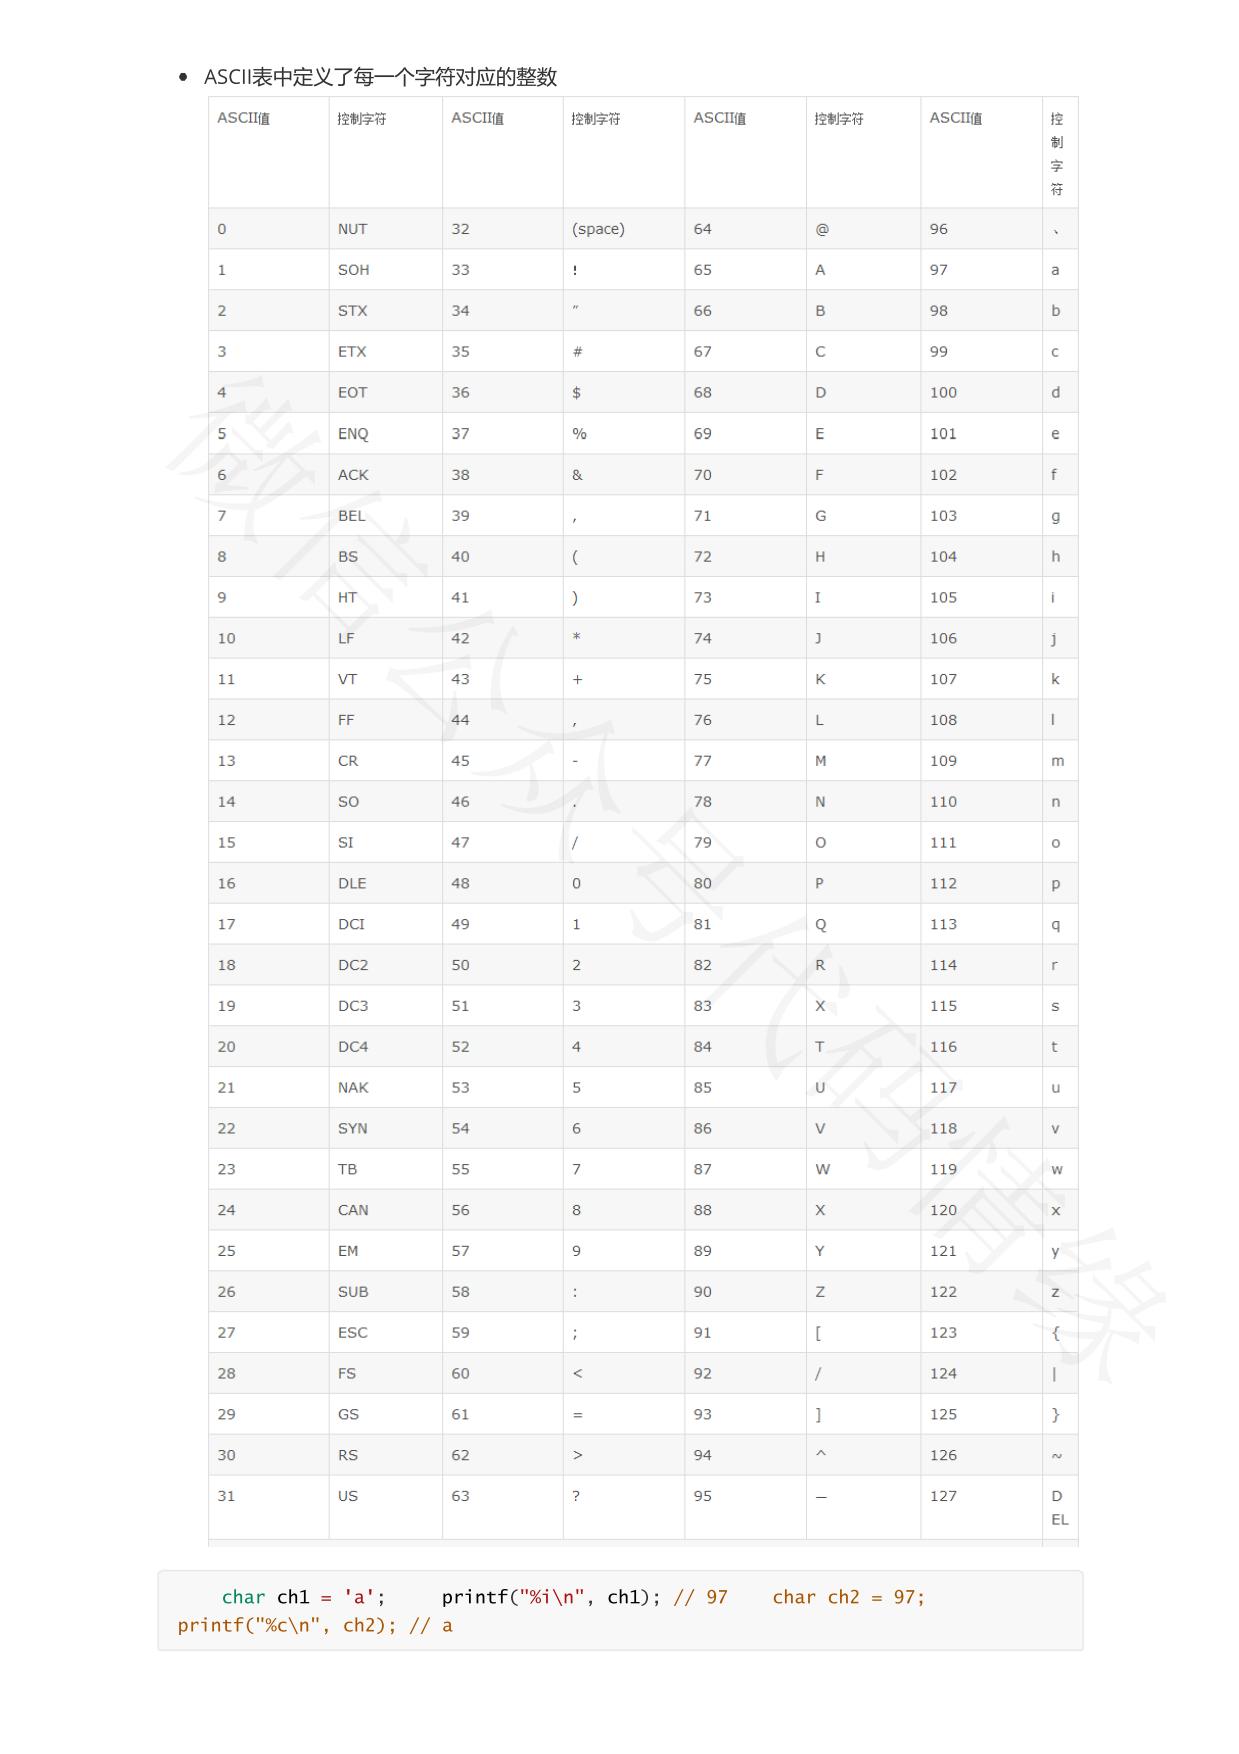 ASCII表中定义了每一个字符对应的整数
ASCII值 控制字符 ASCII值 控制字符 ASCII值 控制字符 ASCII值 控制字符
0 NUT 32 (space) 64 @ 96 、
1 SOH 33 ! 65 A 97 a
2 STX 34 ″ 66 B 98 b
3 ETX 35 # 67 C 99 c
4 EOT 36 $ 68 D 100 d
5 ENQ 37 % 69 E 101 e
6 ACK 38 & 70 F 102 f
7 BEL 39 , 71 G 103 g
8 BS 40 ( 72 H 104 h
9 HT 41 ) 73 I 105 i
10 LF 42 * 74 J 106 j
11 VT 43 + 75 K 107 k
12 FF 44 , 76 L 108 l
13 CR 45 - 77 M 109 m
14 SO 46 . 78 N 110 n
15 SI 47 / 79 O 111 o
16 DLE 48 0 80 P 112 p
17 DCI 49 1 81 Q 113 q
18 DC2 50 2 82 R 114 r
19 DC3 51 3 83 X 115 s
20 DC4 52 4 84 T 116 t
21 NAK 53 5 85 U 117 u
22 SYN 54 6 86 V 118 v
23 TB 55 7 87 W 119 w
24 CAN 56 8 88 X 120 x
25 EM 57 9 89 Y 121 y
26 SUB 58 : 90 Z 122 z
27 ESC 59 ; 91 [ 123 {
28 FS 60 < 92 / 124 |
29 GS 61 = 93 ] 125 }
30 RS 62 > 94 ^ 126 ~
31 US 63 ? 95 — 127 DEL
char ch1 = 'a'; printf("%i\n", ch1); // 97 char ch2 = 97;
printf("%c\n", ch2); // a
微信公众号代码情缘